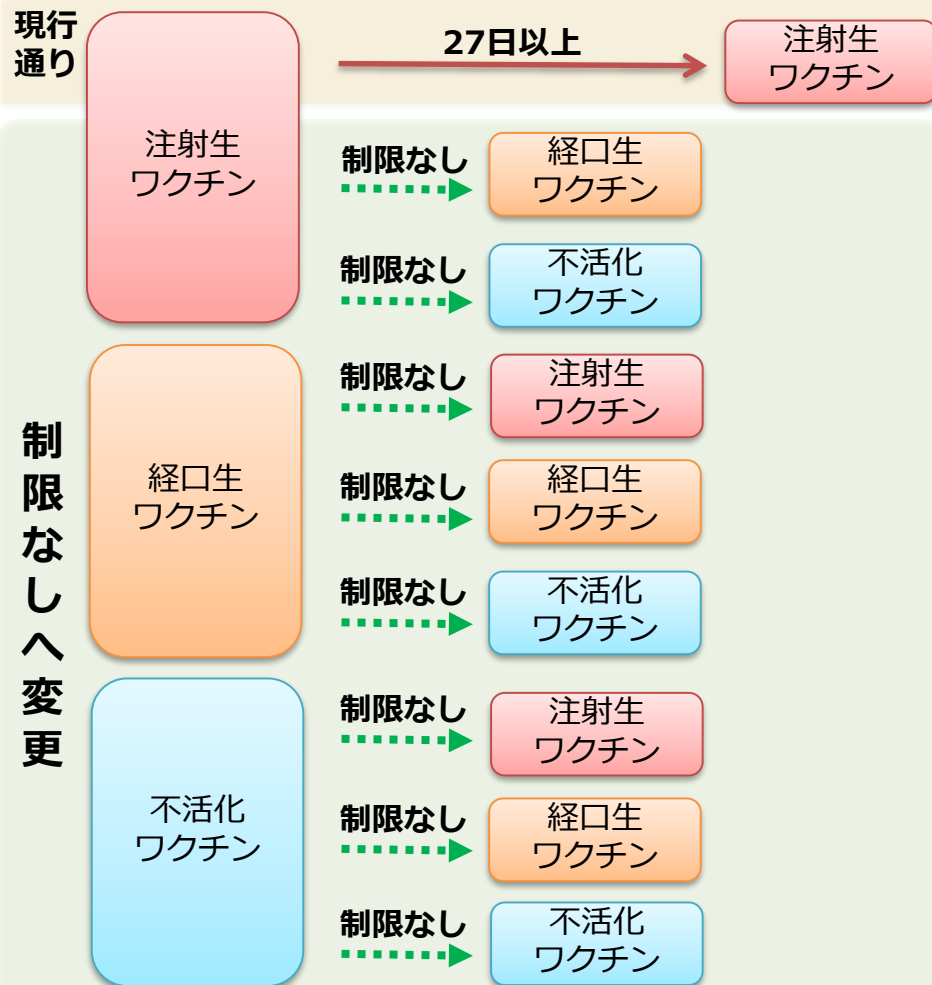 現行
通り
注射生
ワクチン
27日以上
注射生
ワクチン
制限なしへ変更
制限なし
経口生
ワクチン
制限なし
不活化
ワクチン
経口生
ワクチン
制限なし
注射生
ワクチン
制限なし
経口生
ワクチン
制限なし
不活化
ワクチン
不活化
ワクチン
制限なし
注射生
ワクチン
制限なし
経口生
ワクチン
制限なし
不活化
ワクチン